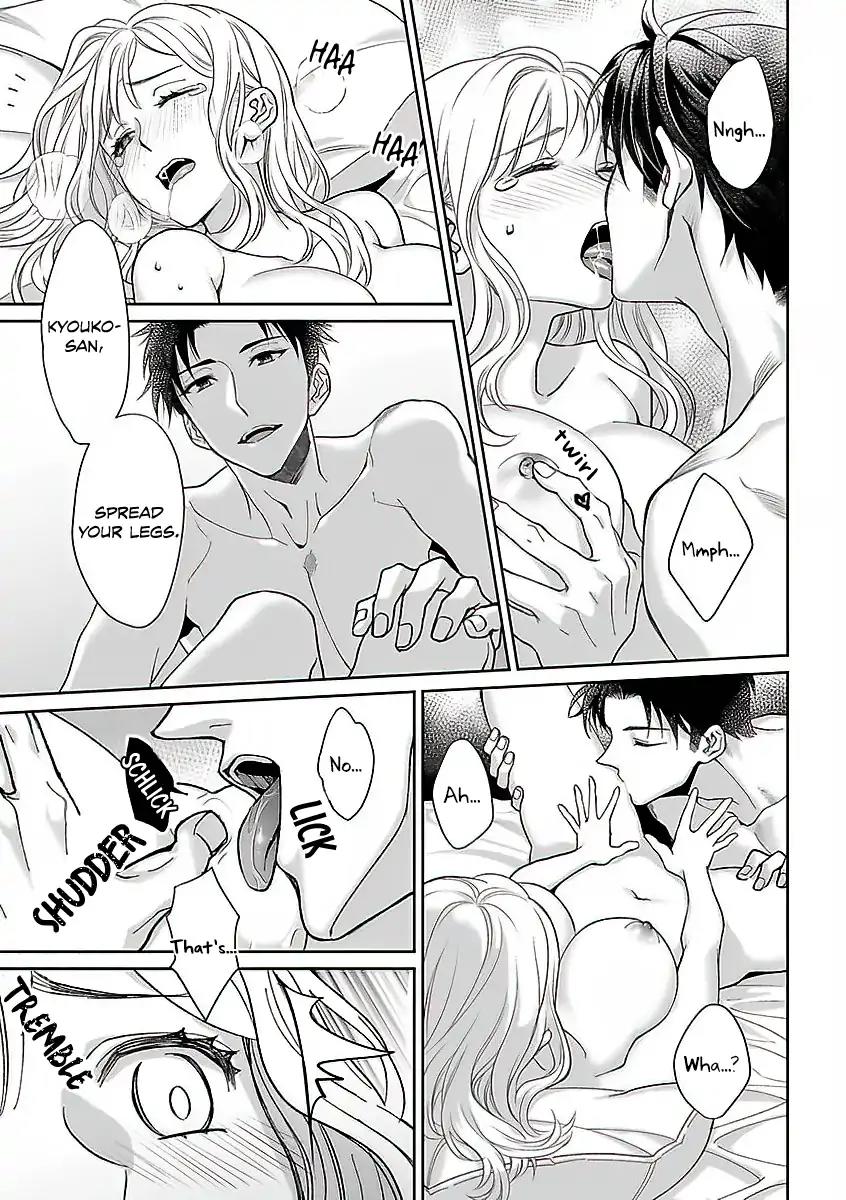 Nngh...
twirl
Mmph...
HAA
HAA
KYOUKO-
SAN,
SPREAD
YOUR LEGS.
Ah...
Wha...?
No...
LICK
SCHLICK
SHUDDER
That's...
TREMBLE